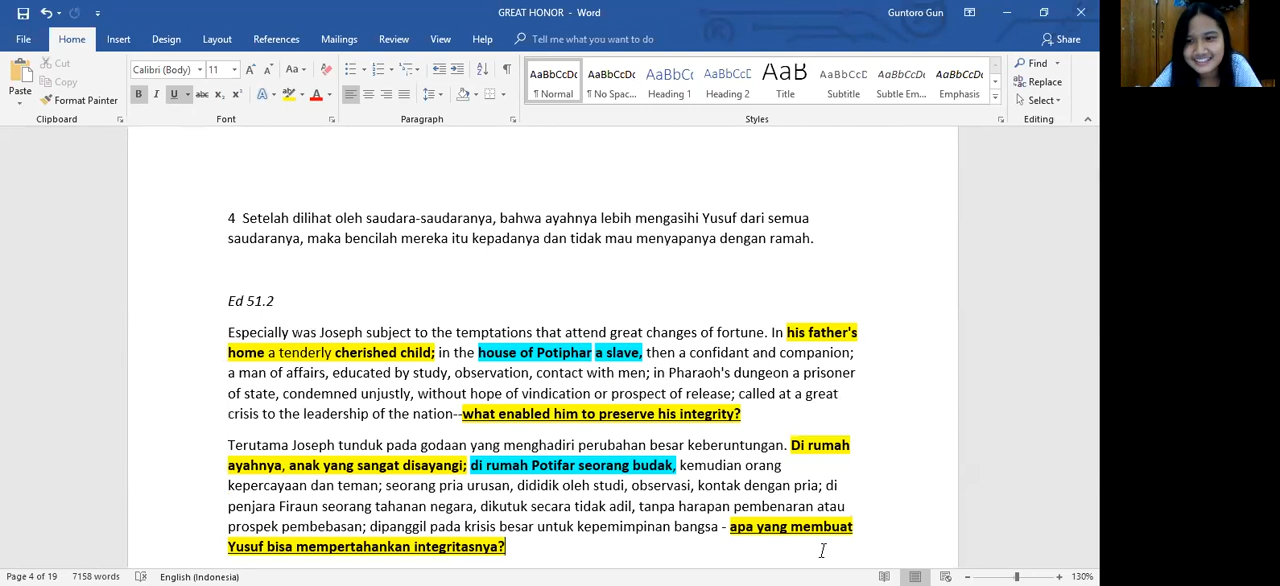 GREAT HONOR - Word
Guntoro Gun
File Home Insert Design Layout References Mailings Review View Help Tell me what you want to do Share
Paste
Cut
Copy
Format Painter
Clipboard
Calibri (Body) 11 Aa
B I U abc x₂ x² A A
Font
Paragraph
AaBbCcDc AaBbCcDc AaBbCc AaBbCcD AaB AaBbCcD AaBbCcDc AaBbCcDc
¶ Normal ¶ No Spac... Heading 1 Heading 2 Title Subtitle Subtle Em... Emphasis
Styles
Find
Replace
Select
Editing
4 Setelah dilihat oleh saudara-saudaranya, bahwa ayahnya lebih mengasihi Yusuf dari semua
saudaranya, maka bencilah mereka itu kepadanya dan tidak mau menyapanya dengan ramah.
Ed 51.2
Especially was Joseph subject to the temptations that attend great changes of fortune. In his father's
home a tenderly cherished child; in the house of Potiphar a slave, then a confidant and companion;
a man of affairs, educated by study, observation, contact with men; in Pharaoh's dungeon a prisoner
of state, condemned unjustly, without hope of vindication or prospect of release; called at a great
crisis to the leadership of the nation--what enabled him to preserve his integrity?
Terutama Joseph tunduk pada godaan yang menghadiri perubahan besar keberuntungan. Di rumah
ayahnya, anak yang sangat disayangi; di rumah Potifar seorang budak, kemudian orang
kepercayaan dan teman; seorang pria urusan, dididik oleh studi, observasi, kontak dengan pria; di
penjara Firaun seorang tahanan negara, dikutuk secara tidak adil, tanpa harapan pembenaran atau
prospek pembebasan; dipanggil pada krisis besar untuk kepemimpinan bangsa - apa yang membuat
Yusuf bisa mempertahankan integritasnya?
Page 4 of 19 7158 words English (Indonesia) 130%